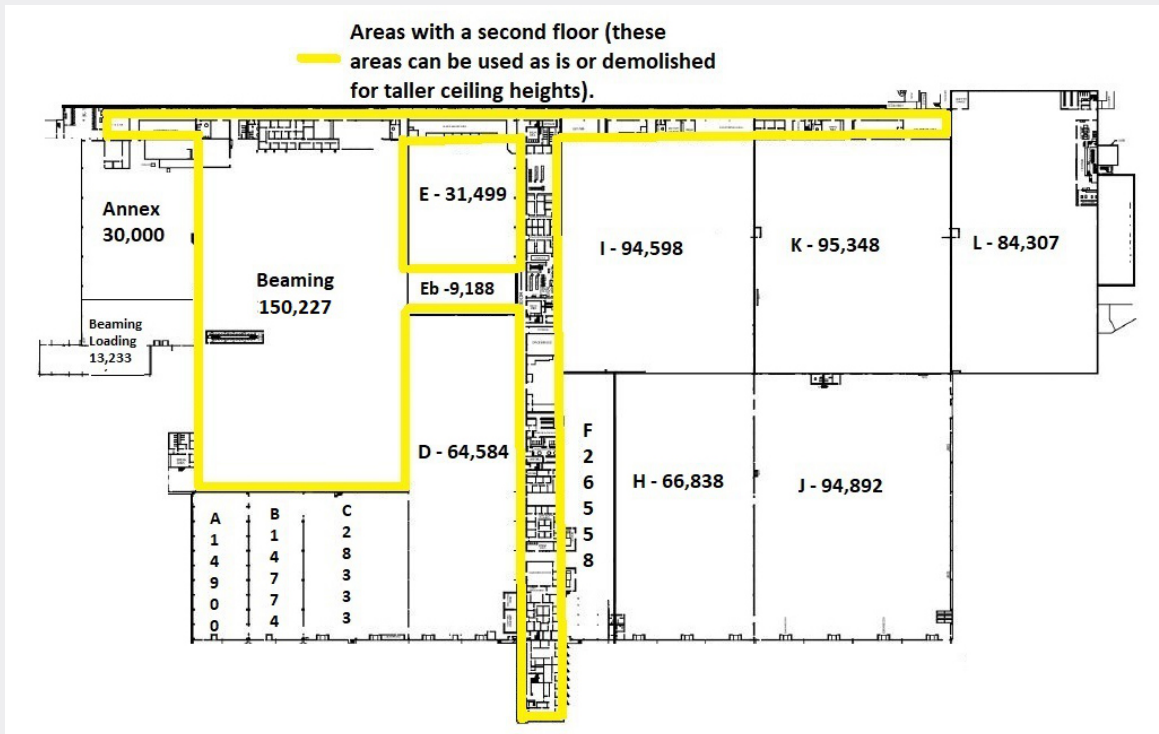 Areas with a second floor (these
areas can be used as is or demolished
for taller ceiling heights).
Annex
30,000
Beaming
150,227
E - 31,499
Eb -9,188
I - 94,598
K - 95,348
L - 84,307
Beaming
Loading
13,233
D - 64,584
F
2
6
5
5
8
H - 66,838
J - 94,892
A
1
4
9
0
0
B
1
4
7
7
4
C
2
8
3
3
3